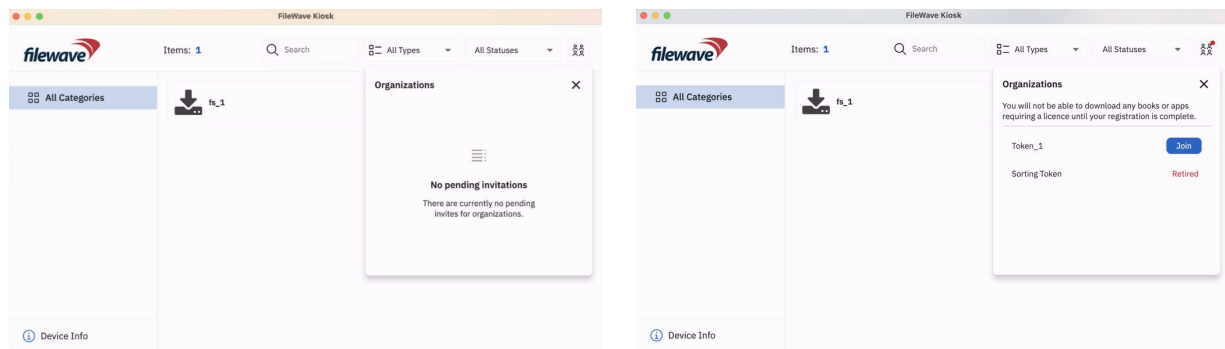 FileWave Kiosk
filewave
Items: 1
Search
All Types
All Statuses
All Categories
fs_1
Organizations
No pending invitations
There are currently no pending
invites for organizations.
Device Info
FileWave Kiosk
filewave
Items: 1
Search
All Types
All Statuses
All Categories
fs_1
Organizations
You will not be able to download any books or apps
requiring a licence until your registration is complete.
Token_1
Join
Sorting Token
Retired
Device Info